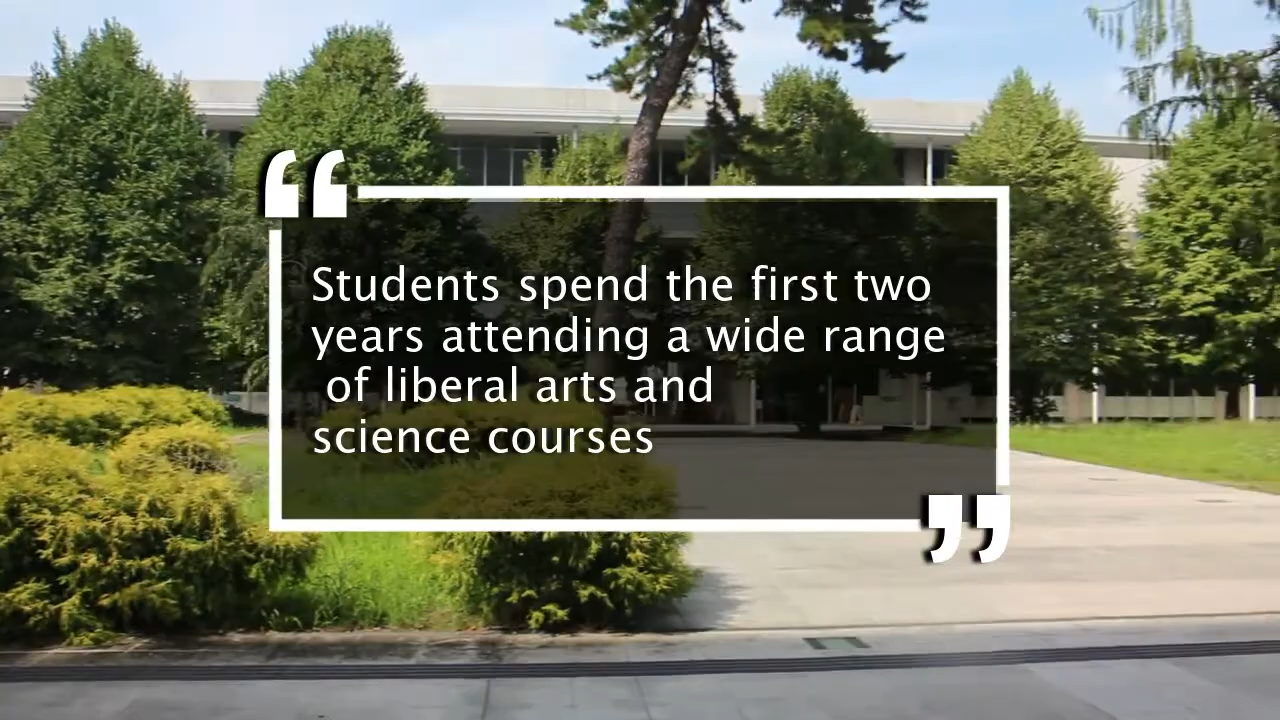 “
Students spend the first two
years attending a wide range
of liberal arts and
science courses
”